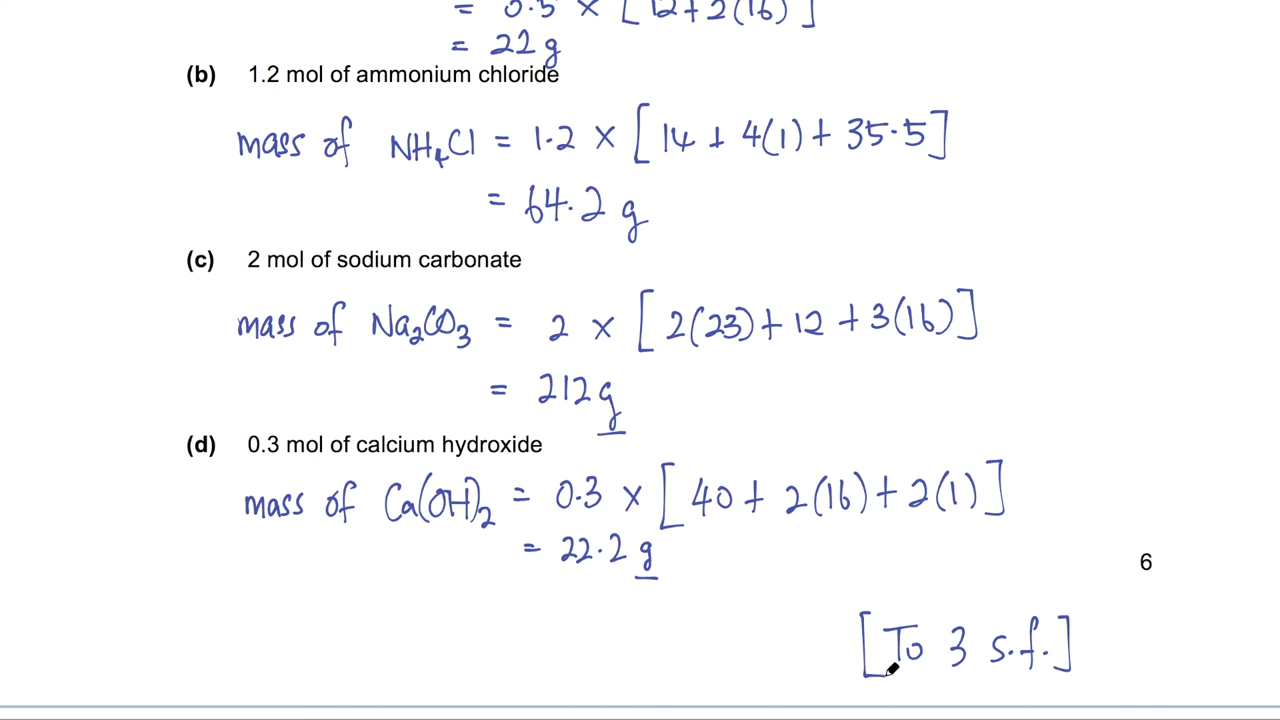 = 0.5 × [12+2(16)]
= 22 g
(b) 1.2 mol of ammonium chloride
mass of NH₄Cl = 1.2 × [14 + 4(1) + 35.5]
= 64.2 g
(c) 2 mol of sodium carbonate
mass of Na₂CO₃ = 2 × [2(23) + 12 + 3(16)]
= 212 g
(d) 0.3 mol of calcium hydroxide
mass of Ca(OH)₂ = 0.3 × [40 + 2(16) + 2(1)]
= 22.2 g
6
[To 3 s.f.]